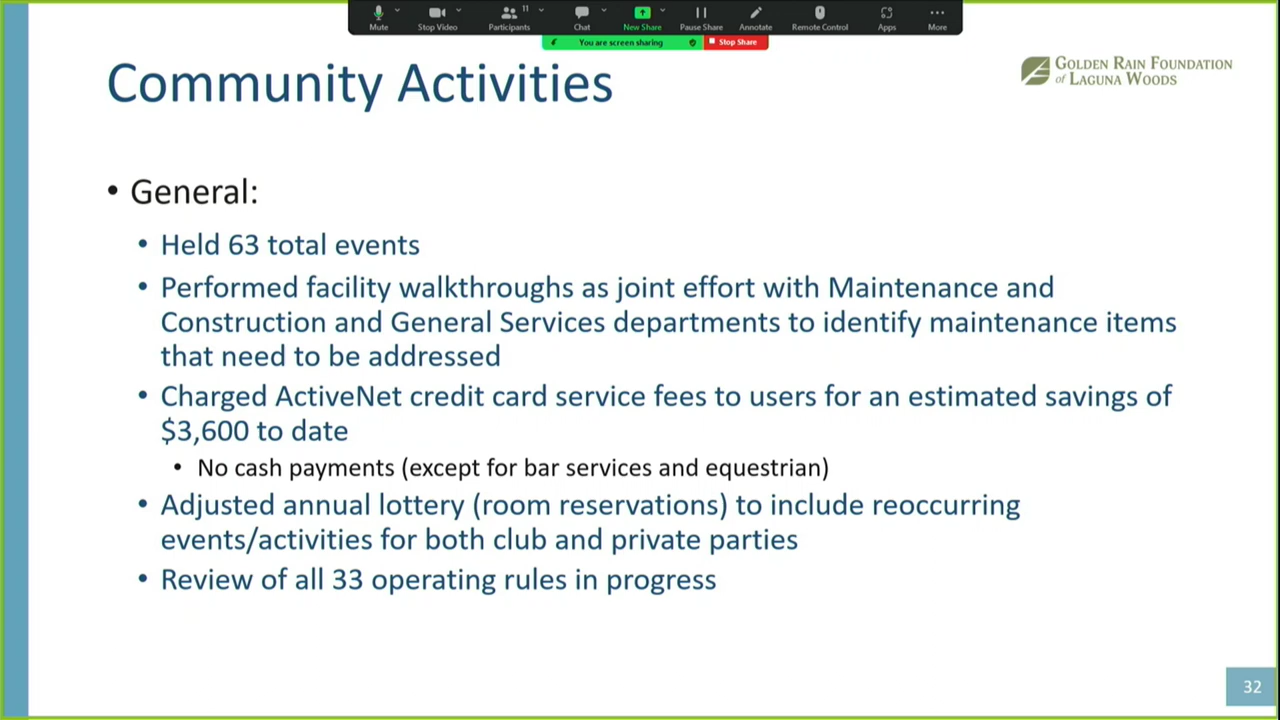 11
Mute
Stop Video
Participants
Chat
New Share
Pause Share
Annotate
Remote Control
Apps
More
You are screen sharing
Stop Share
Community Activities
GOLDEN RAIN FOUNDATION
of LAGUNA WOODS
• General:
• Held 63 total events
• Performed facility walkthroughs as joint effort with Maintenance and
Construction and General Services departments to identify maintenance items
that need to be addressed
• Charged ActiveNet credit card service fees to users for an estimated savings of
$3,600 to date
• No cash payments (except for bar services and equestrian)
• Adjusted annual lottery (room reservations) to include reoccurring
events/activities for both club and private parties
• Review of all 33 operating rules in progress
32